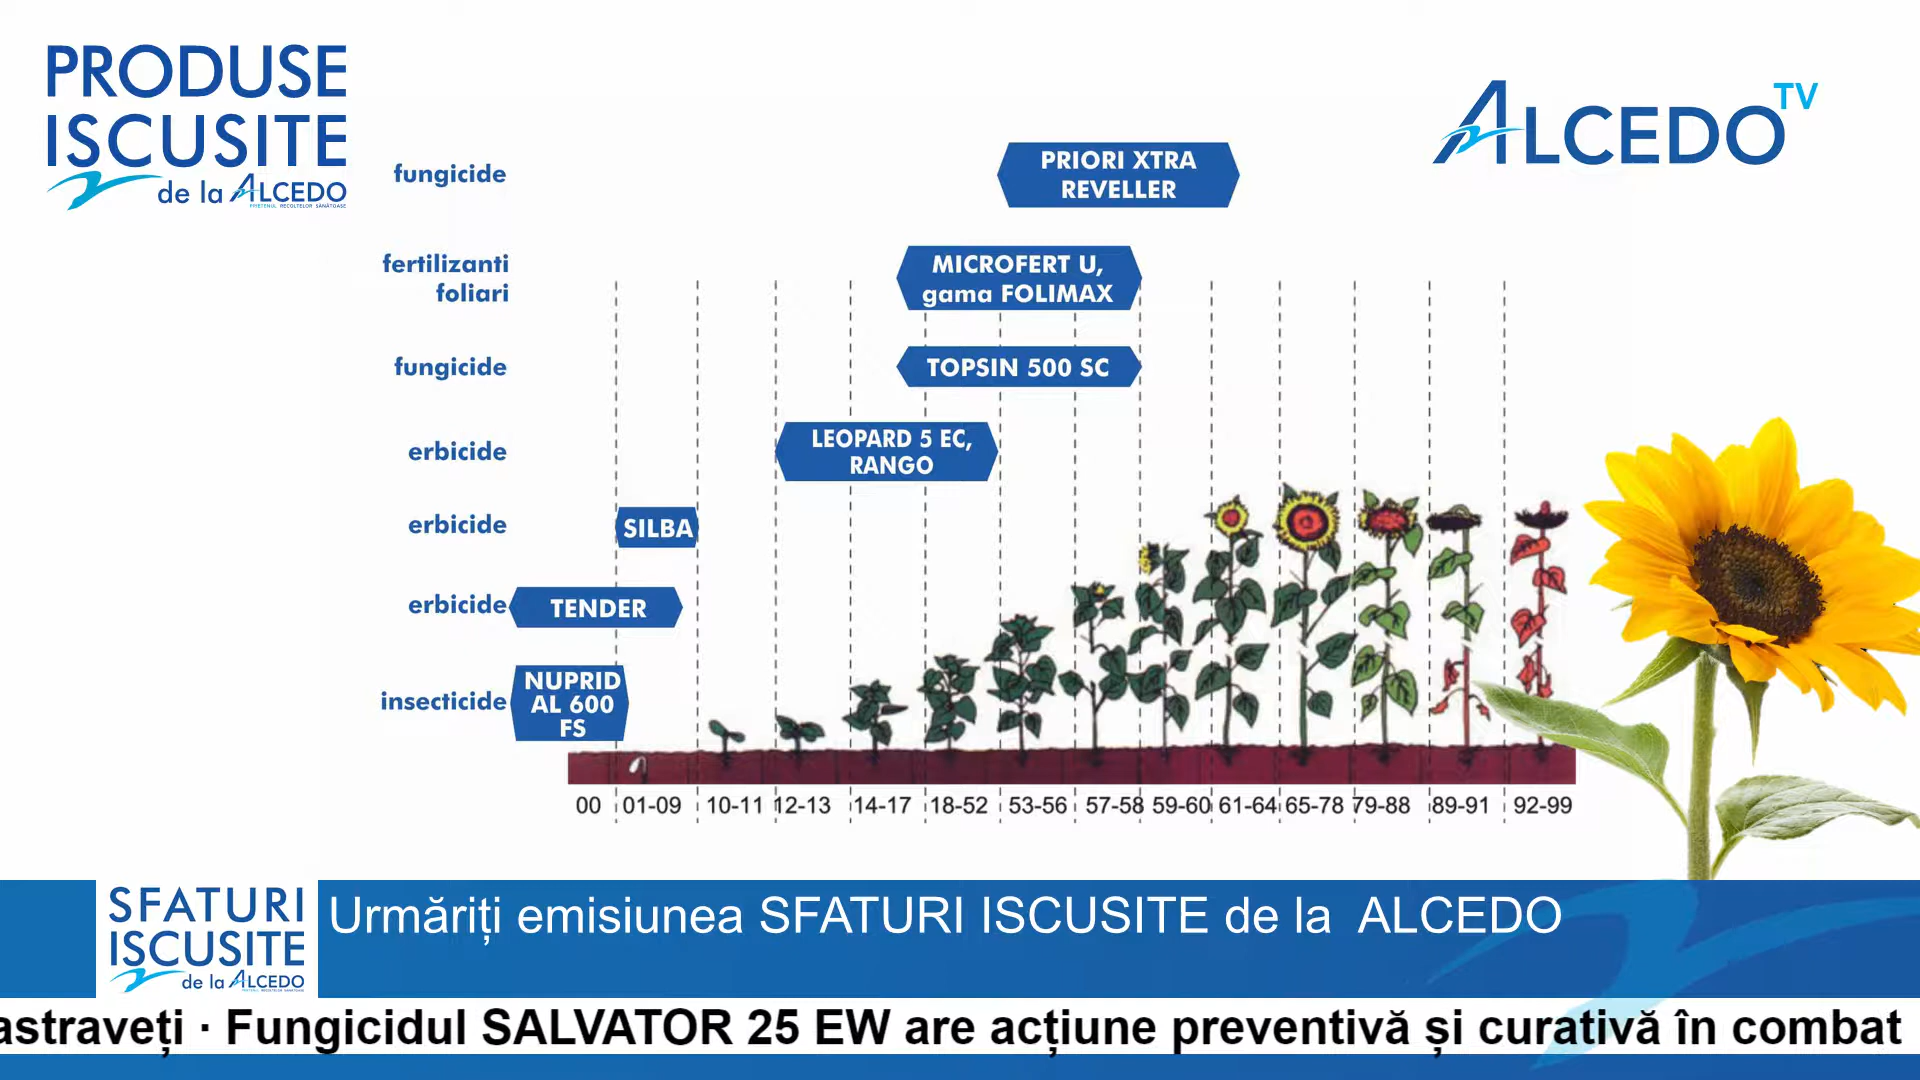 PRODUSE
ISCUSITE
de la ALCEDO
PRIETENUL RECOLTELOR SĂNĂTOASE
ALCEDO TV
fungicide
PRIORI XTRA
REVELLER
fertilizanti
foliari
MICROFERT U,
gama FOLIMAX
fungicide
TOPSIN 500 SC
erbicide
LEOPARD 5 EC,
RANGO
erbicide
SILBA
erbicide
TENDER
insecticide
NUPRID
AL 600
FS
00 01-09 10-11 12-13 14-17 18-52 53-56 57-58 59-60 61-64 65-78 79-88 89-91 92-99
SFATURI
ISCUSITE
de la ALCEDO
Urmăriți emisiunea SFATURI ISCUSITE de la ALCEDO
astraveți · Fungicidul SALVATOR 25 EW are acțiune preventivă și curativă în combat